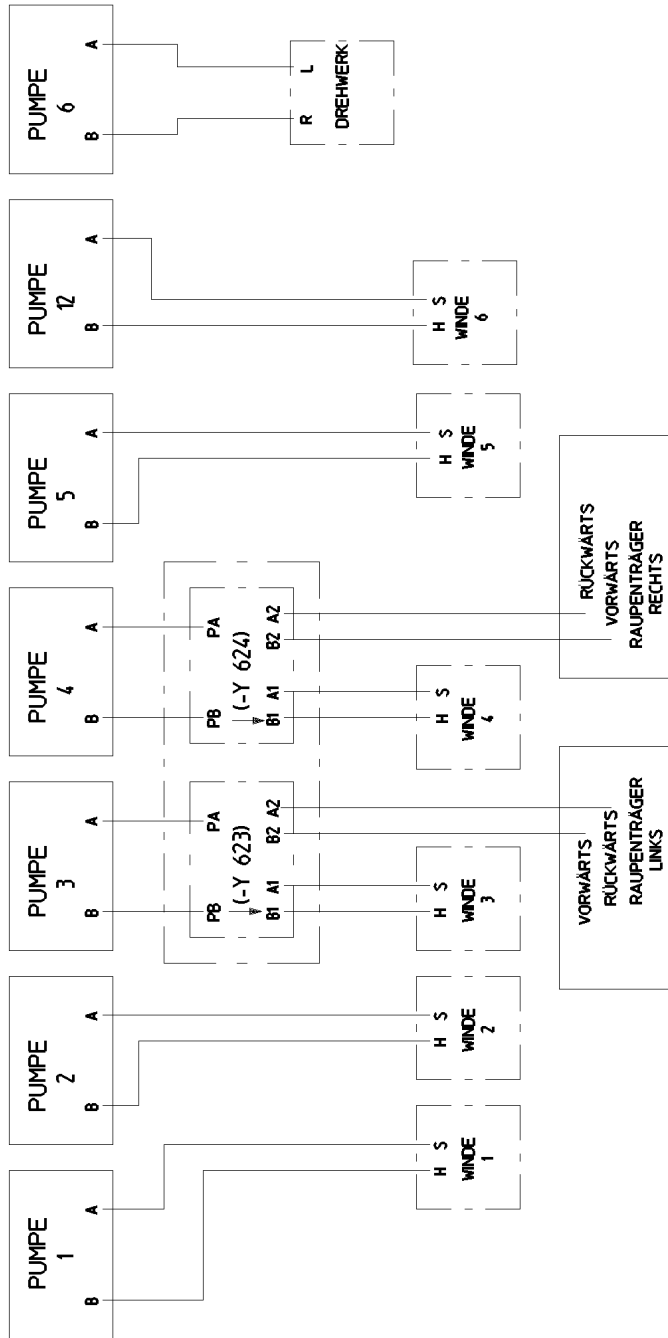 PUMPE
1
B A
PUMPE
2
B A
PUMPE
3
B A
PUMPE
4
B A
PUMPE
5
B A
PUMPE
12
B A
PUMPE
6
B A
PB PA
(-Y 623)
B1 A1 B2 A2
PB PA
(-Y 624)
B1 A1 B2 A2
R L
DREHWERK
H S
WINDE
1
H S
WINDE
2
H S
WINDE
3
H S
WINDE
4
H S
WINDE
5
H S
WINDE
6
VORWÄRTS
RÜCKWÄRTS
RAUPENTRÄGER
LINKS
RÜCKWÄRTS
VORWÄRTS
RAUPENTRÄGER
RECHTS